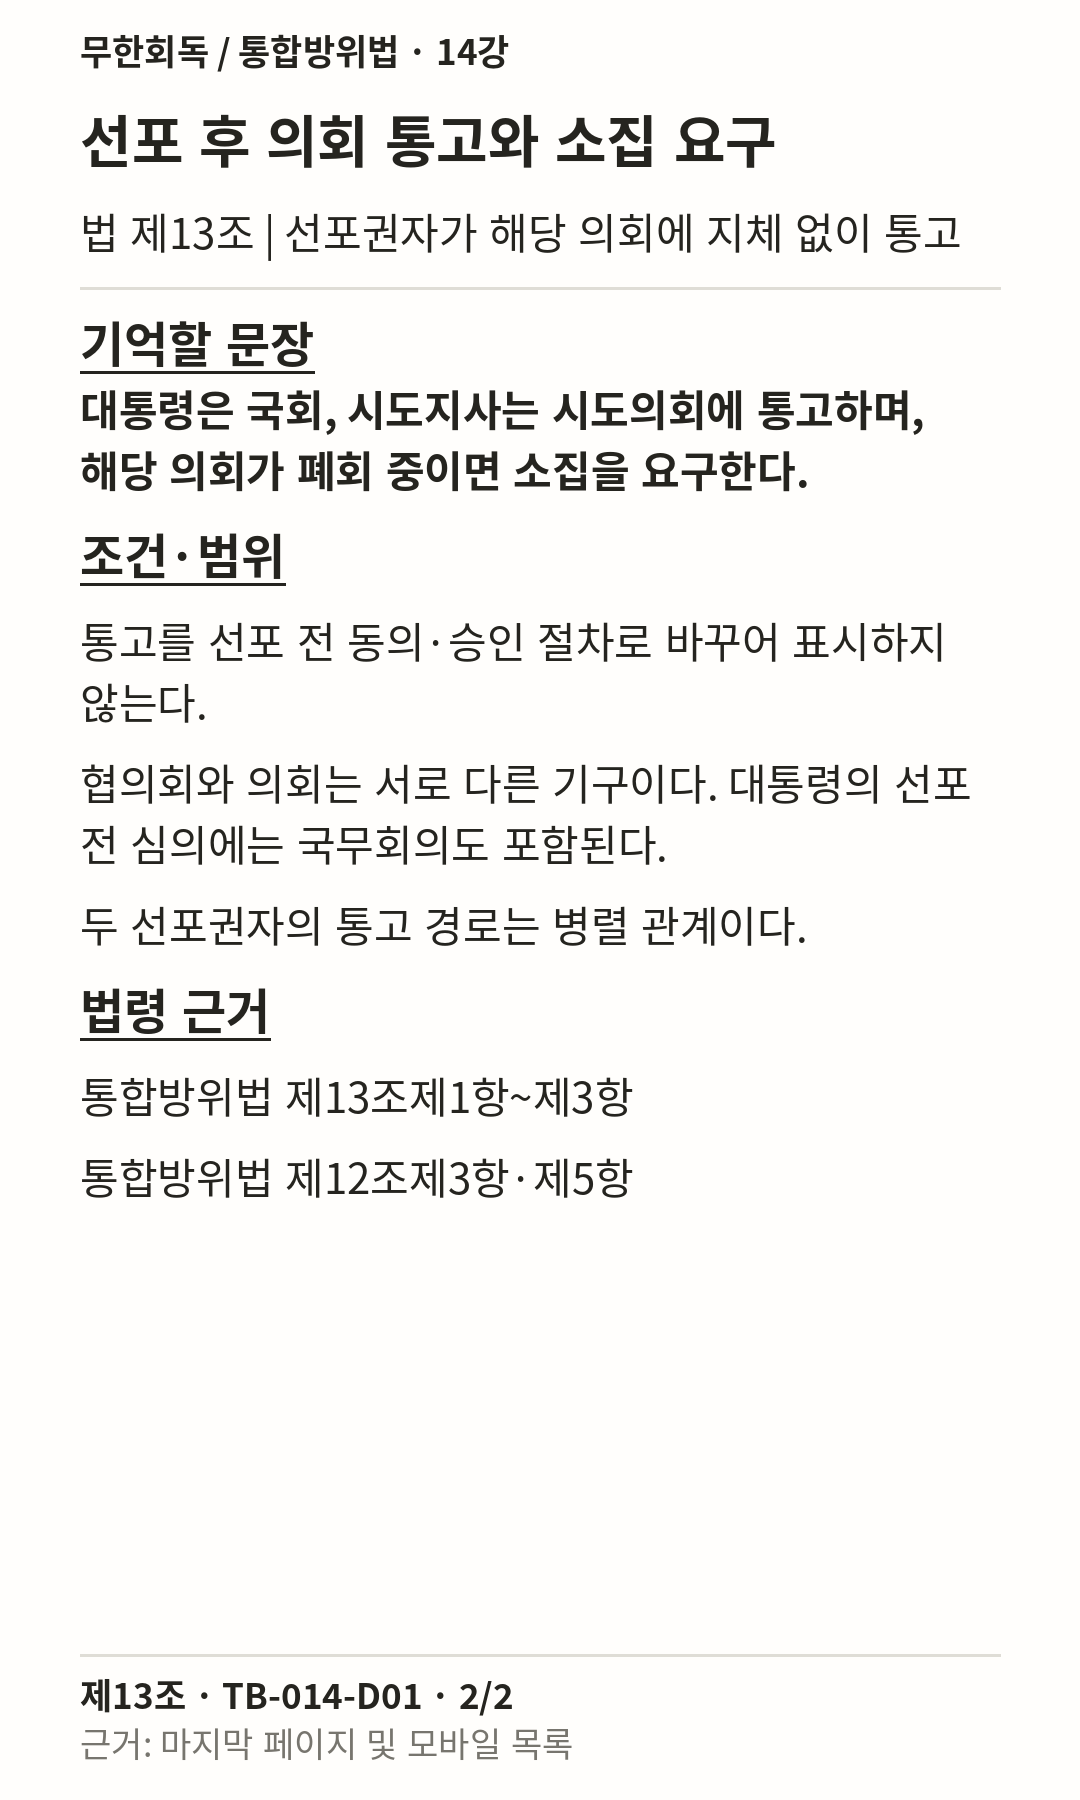 무한회독 / 통합방위법 · 14강
선포 후 의회 통고와 소집 요구
법 제13조 | 선포권자가 해당 의회에 지체 없이 통고
기억할 문장
대통령은 국회, 시도지사는 시도의회에 통고하며,
해당 의회가 폐회 중이면 소집을 요구한다.
조건·범위
통고를 선포 전 동의·승인 절차로 바꾸어 표시하지
않는다.
협의회와 의회는 서로 다른 기구이다. 대통령의 선포
전 심의에는 국무회의도 포함된다.
두 선포권자의 통고 경로는 병렬 관계이다.
법령 근거
통합방위법 제13조제1항~제3항
통합방위법 제12조제3항·제5항
제13조 · TB-014-D01 · 2/2
근거: 마지막 페이지 및 모바일 목록